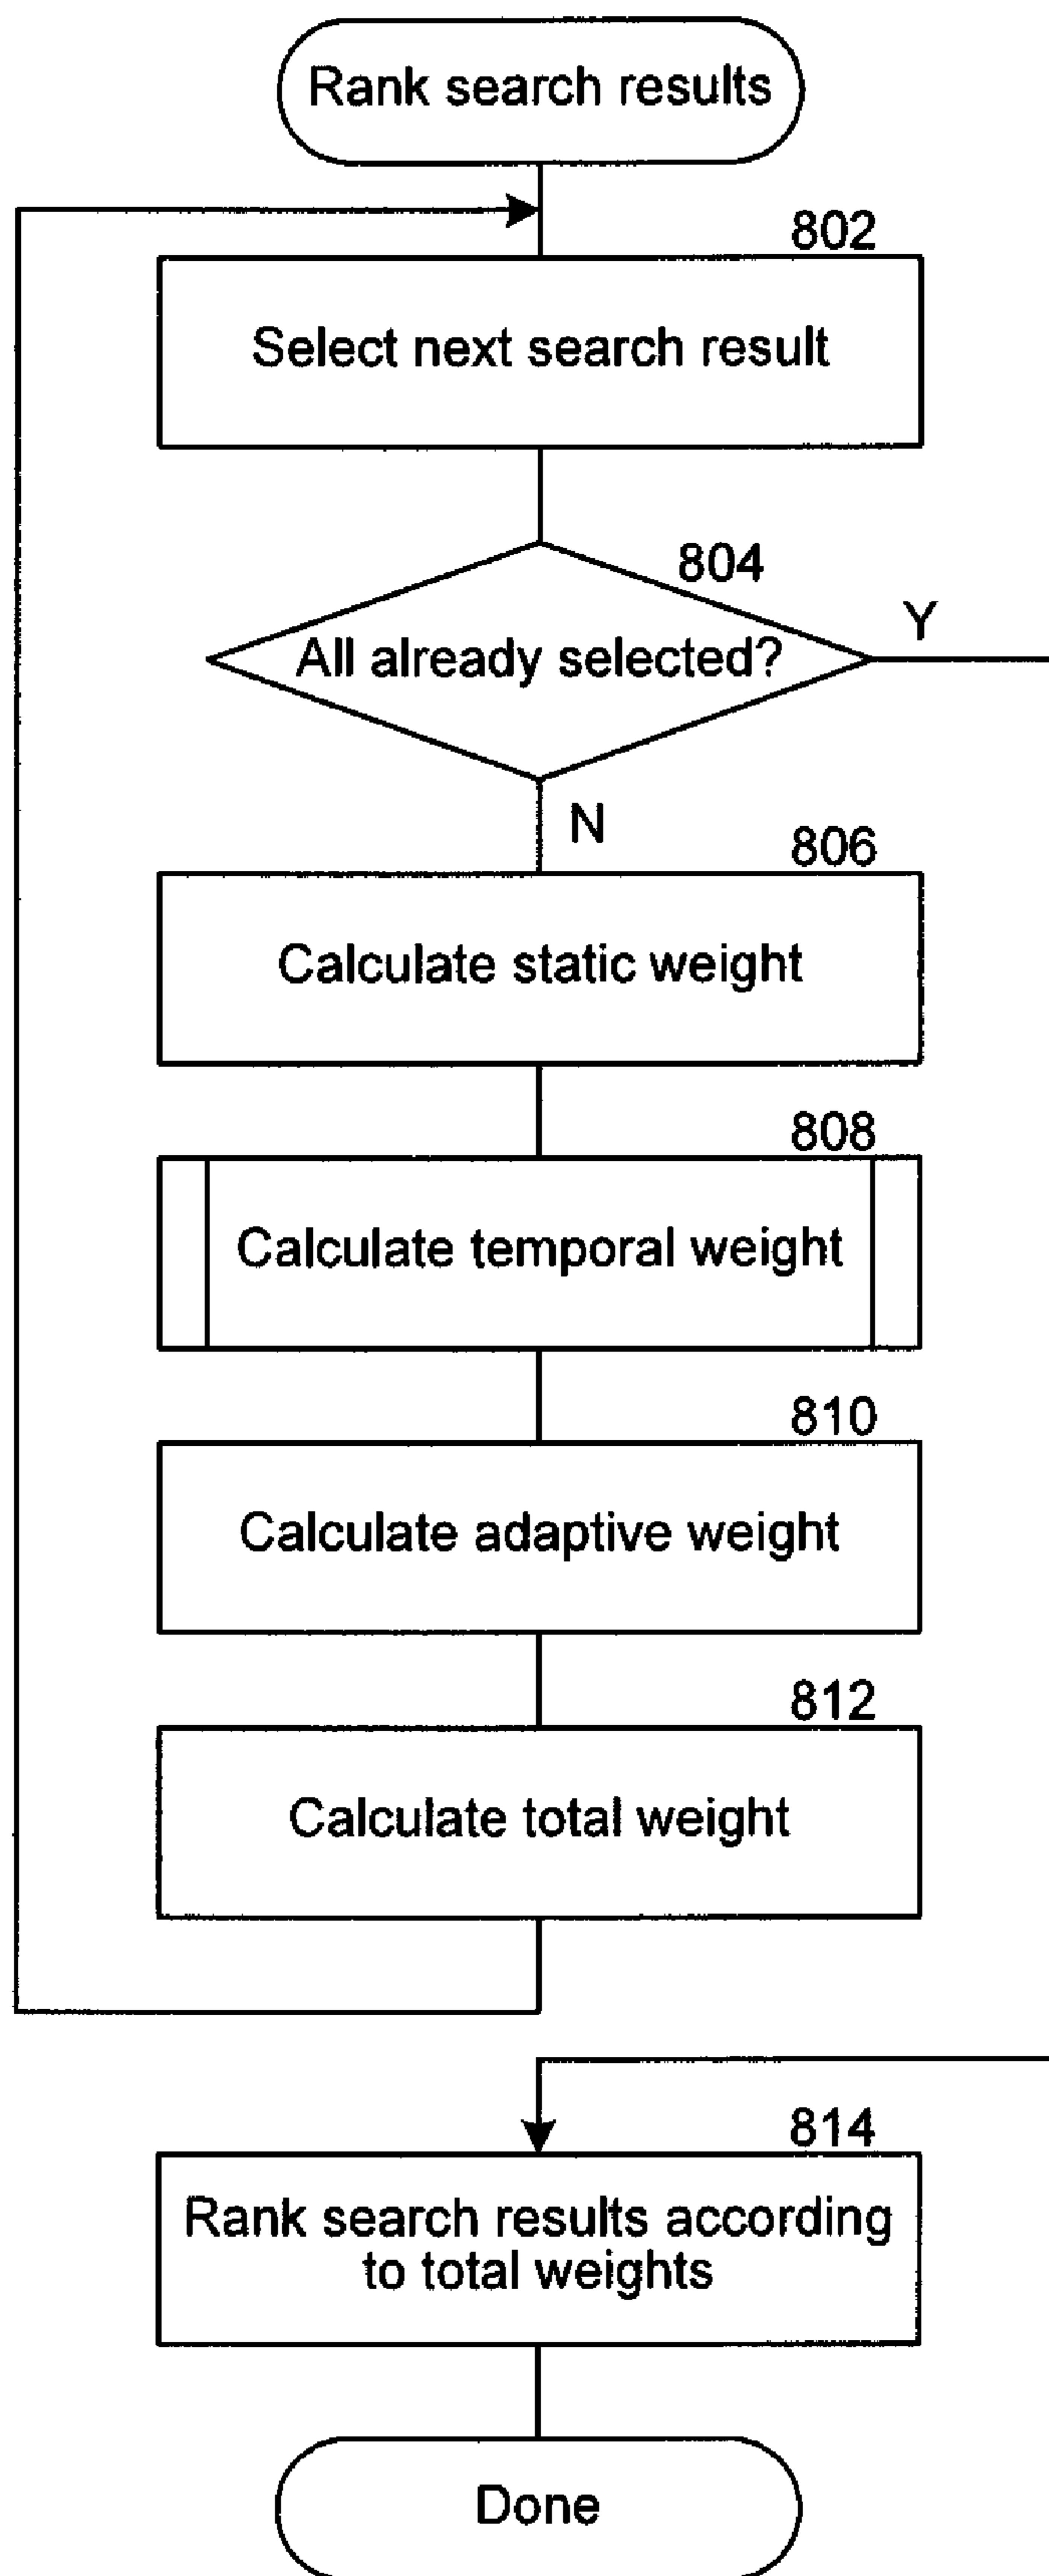 Rank search results
802
Select next search result
804
All already selected?
Y
N
806
Calculate static weight
808
Calculate temporal weight
810
Calculate adaptive weight
812
Calculate total weight
814
Rank search results according
to total weights
Done